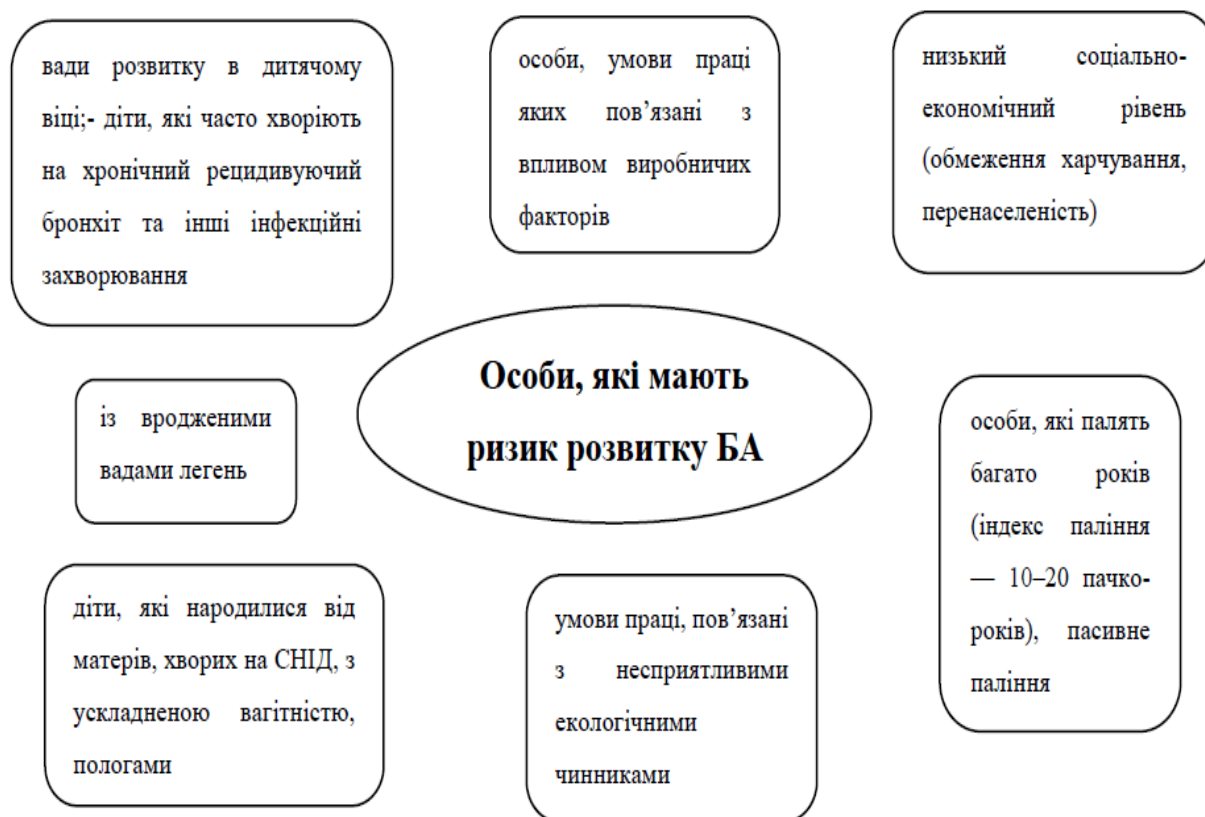 вади розвитку в дитячому
віці;- діти, які часто хворіють
на хронічний рецидивуючий
бронхіт та інші інфекційні
захворювання
особи, умови праці
яких пов’язані з
впливом виробничих
факторів
низький соціально-
економічний рівень
(обмеження харчування,
перенаселеність)
Особи, які мають
ризик розвитку БА
із вродженими
вадами легень
особи, які палять
багато років
(індекс паління
— 10–20 пачко-
років), пасивне
паління
діти, які народилися від
матерів, хворих на СНІД, з
ускладненою вагітністю,
пологами
умови праці, пов’язані
з несприятливими
екологічними
чинниками